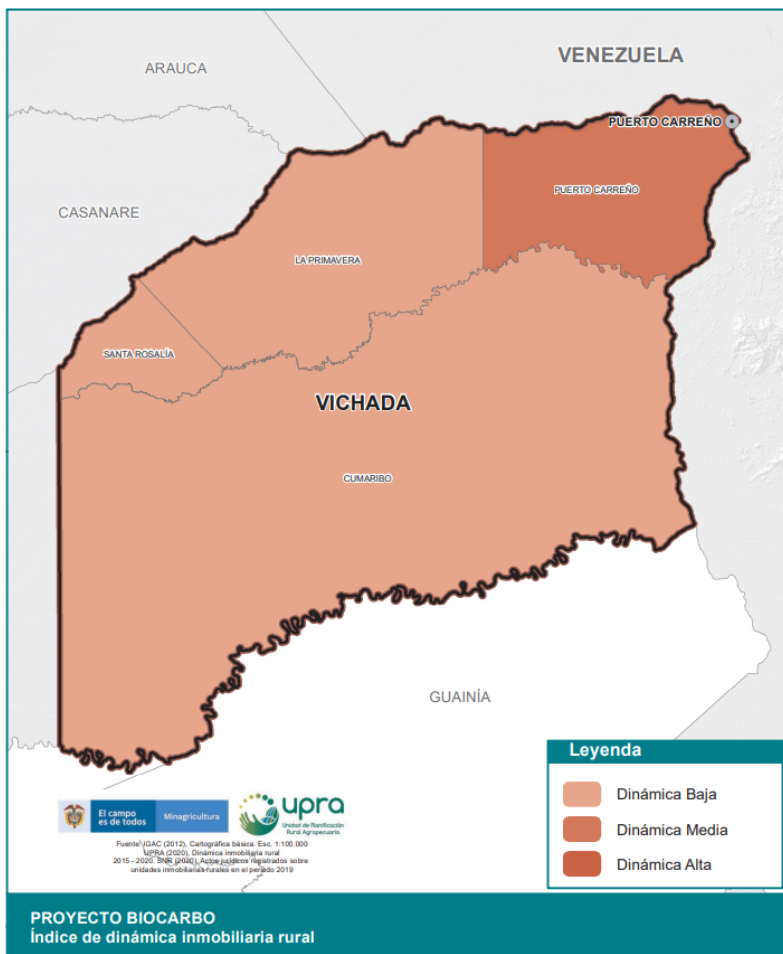 VENEZUELA
ARAUCA
PUERTO CARREÑO
PUERTO CARREÑO
CASANARE
LA PRIMAVERA
SANTA ROSALÍA
VICHADA
CUMARIBO
GUAINÍA
Leyenda
Dinámica Baja
Dinámica Media
Dinámica Alta
El campo
es de todos
Minagricultura
upra
Unidad de Planificación
Rural Agropecuaria
Fuente: IGAC (2012), Cartográfica básica. Esc. 1:100.000
UPRA (2020), Dinámica inmobiliaria rural
2015 - 2020. SNR (2020), Actos jurídicos registrados sobre
unidades inmobiliarias rurales en el periodo 2019
PROYECTO BIOCARBO
Índice de dinámica inmobiliaria rural